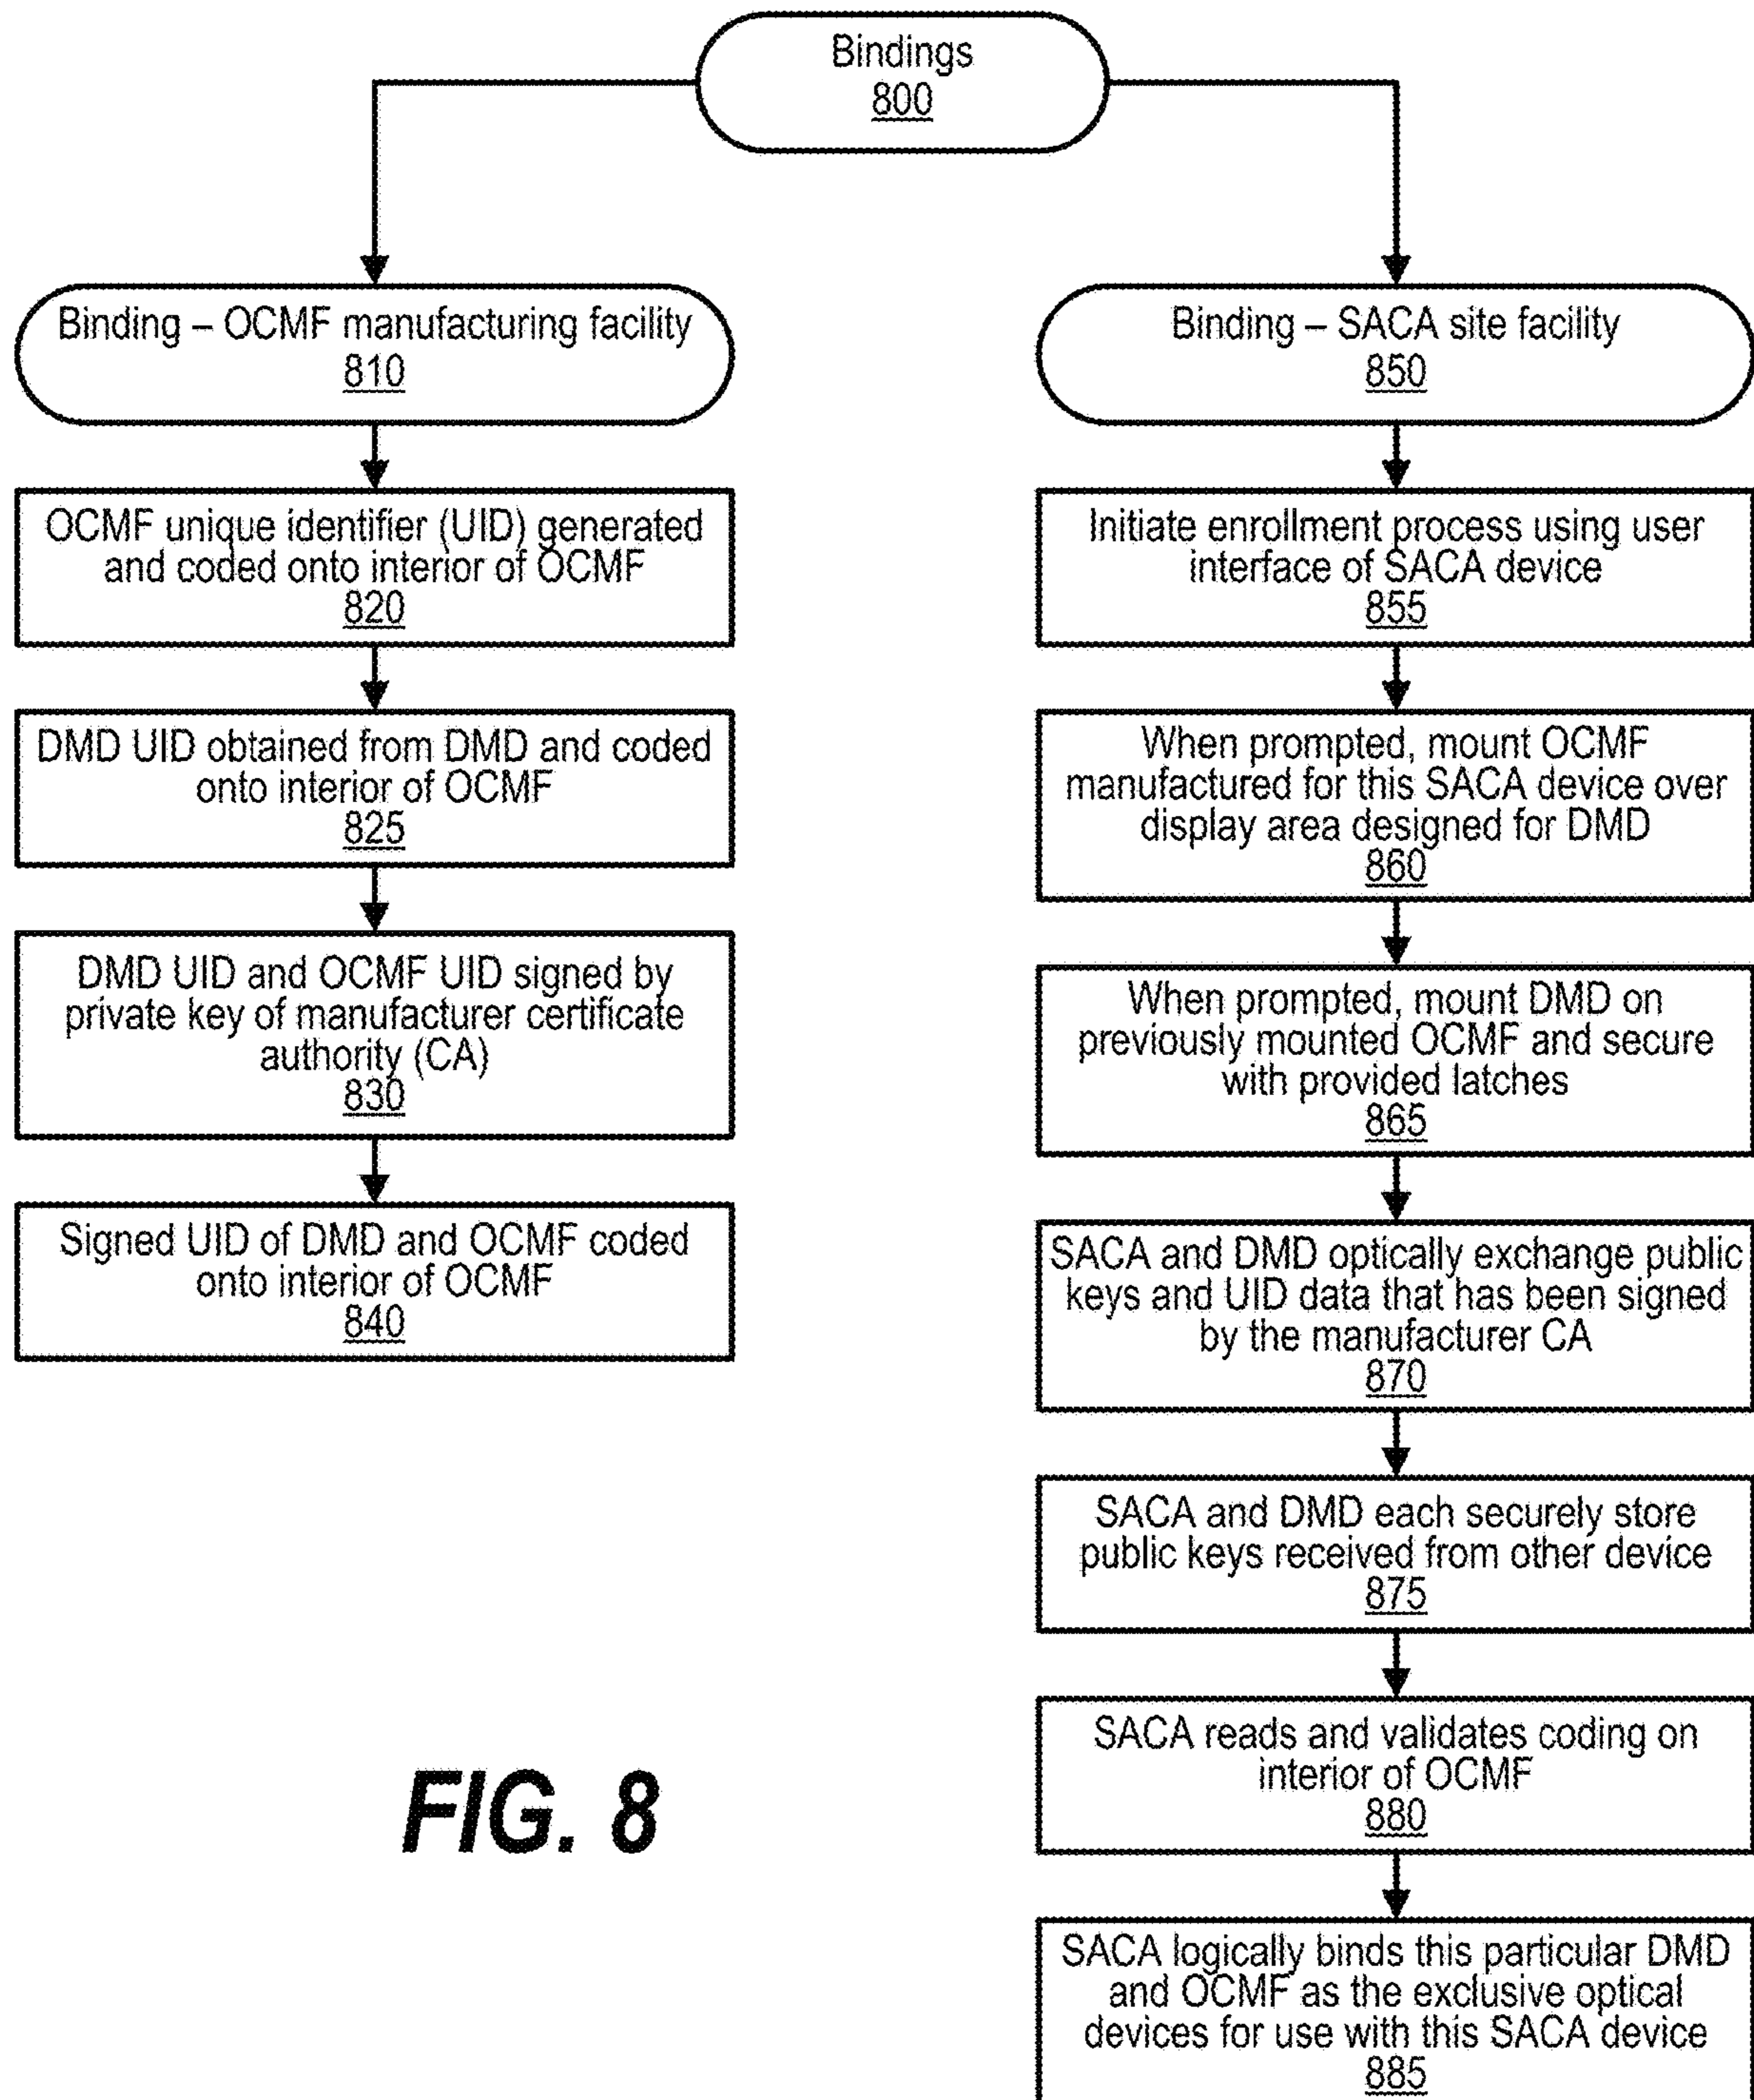 Bindings
800
Binding – OCMF manufacturing facility
810
OCMF unique identifier (UID) generated
and coded onto interior of OCMF
820
DMD UID obtained from DMD and coded
onto interior of OCMF
825
DMD UID and OCMF UID signed by
private key of manufacturer certificate
authority (CA)
830
Signed UID of DMD and OCMF coded
onto interior of OCMF
840
Binding – SACA site facility
850
Initiate enrollment process using user
interface of SACA device
855
When prompted, mount OCMF
manufactured for this SACA device over
display area designed for DMD
860
When prompted, mount DMD on
previously mounted OCMF and secure
with provided latches
865
SACA and DMD optically exchange public
keys and UID data that has been signed
by the manufacturer CA
870
SACA and DMD each securely store
public keys received from other device
875
SACA reads and validates coding on
interior of OCMF
880
SACA logically binds this particular DMD
and OCMF as the exclusive optical
devices for use with this SACA device
885
FIG. 8